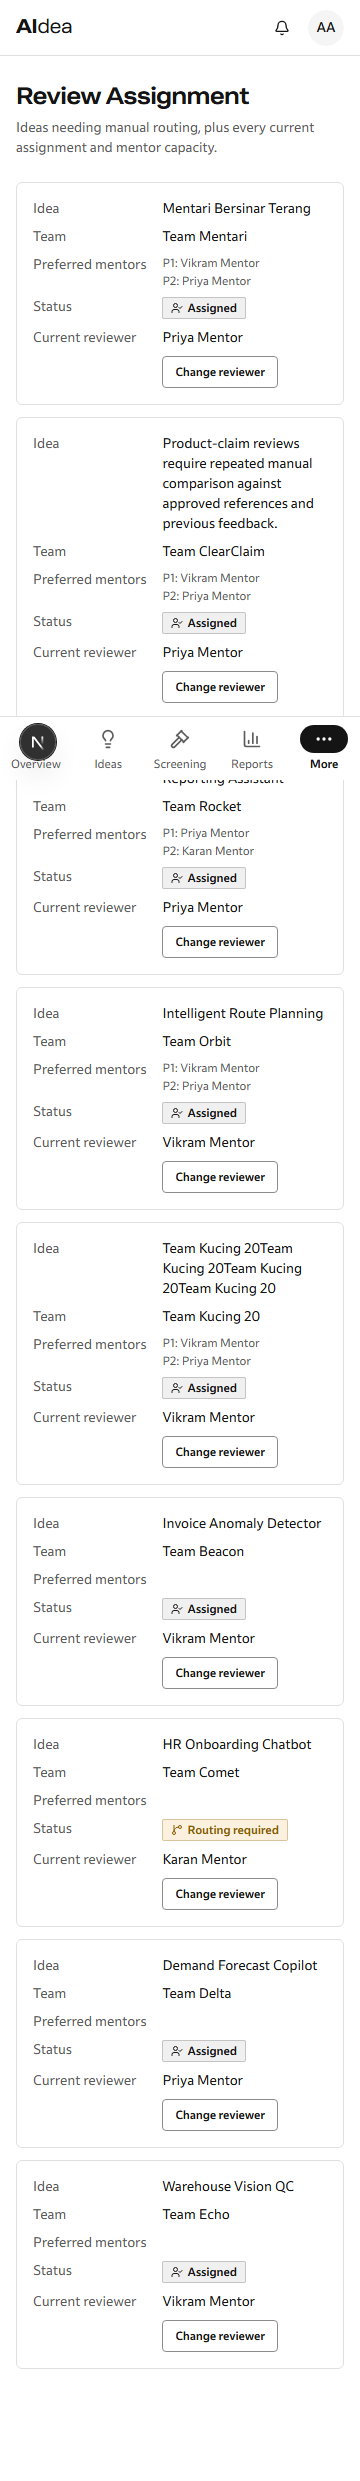 AIdea
AA
Review Assignment
Ideas needing manual routing, plus every current
assignment and mentor capacity.
Idea
Mentari Bersinar Terang
Team
Team Mentari
Preferred mentors
P1: Vikram Mentor
P2: Priya Mentor
Status
Assigned
Current reviewer
Priya Mentor
Change reviewer
Idea
Product-claim reviews
require repeated manual
comparison against
approved references and
previous feedback.
Team
Team ClearClaim
Preferred mentors
P1: Vikram Mentor
P2: Priya Mentor
Status
Assigned
Current reviewer
Priya Mentor
Change reviewer
N
Overview
Ideas
Screening
Reports
More
Reporting Assistant
Team
Team Rocket
Preferred mentors
P1: Priya Mentor
P2: Karan Mentor
Status
Assigned
Current reviewer
Priya Mentor
Change reviewer
Idea
Intelligent Route Planning
Team
Team Orbit
Preferred mentors
P1: Vikram Mentor
P2: Priya Mentor
Status
Assigned
Current reviewer
Vikram Mentor
Change reviewer
Idea
Team Kucing 20Team
Kucing 20Team Kucing
20Team Kucing 20
Team
Team Kucing 20
Preferred mentors
P1: Vikram Mentor
P2: Priya Mentor
Status
Assigned
Current reviewer
Vikram Mentor
Change reviewer
Idea
Invoice Anomaly Detector
Team
Team Beacon
Preferred mentors
Status
Assigned
Current reviewer
Vikram Mentor
Change reviewer
Idea
HR Onboarding Chatbot
Team
Team Comet
Preferred mentors
Status
Routing required
Current reviewer
Karan Mentor
Change reviewer
Idea
Demand Forecast Copilot
Team
Team Delta
Preferred mentors
Status
Assigned
Current reviewer
Priya Mentor
Change reviewer
Idea
Warehouse Vision QC
Team
Team Echo
Preferred mentors
Status
Assigned
Current reviewer
Vikram Mentor
Change reviewer